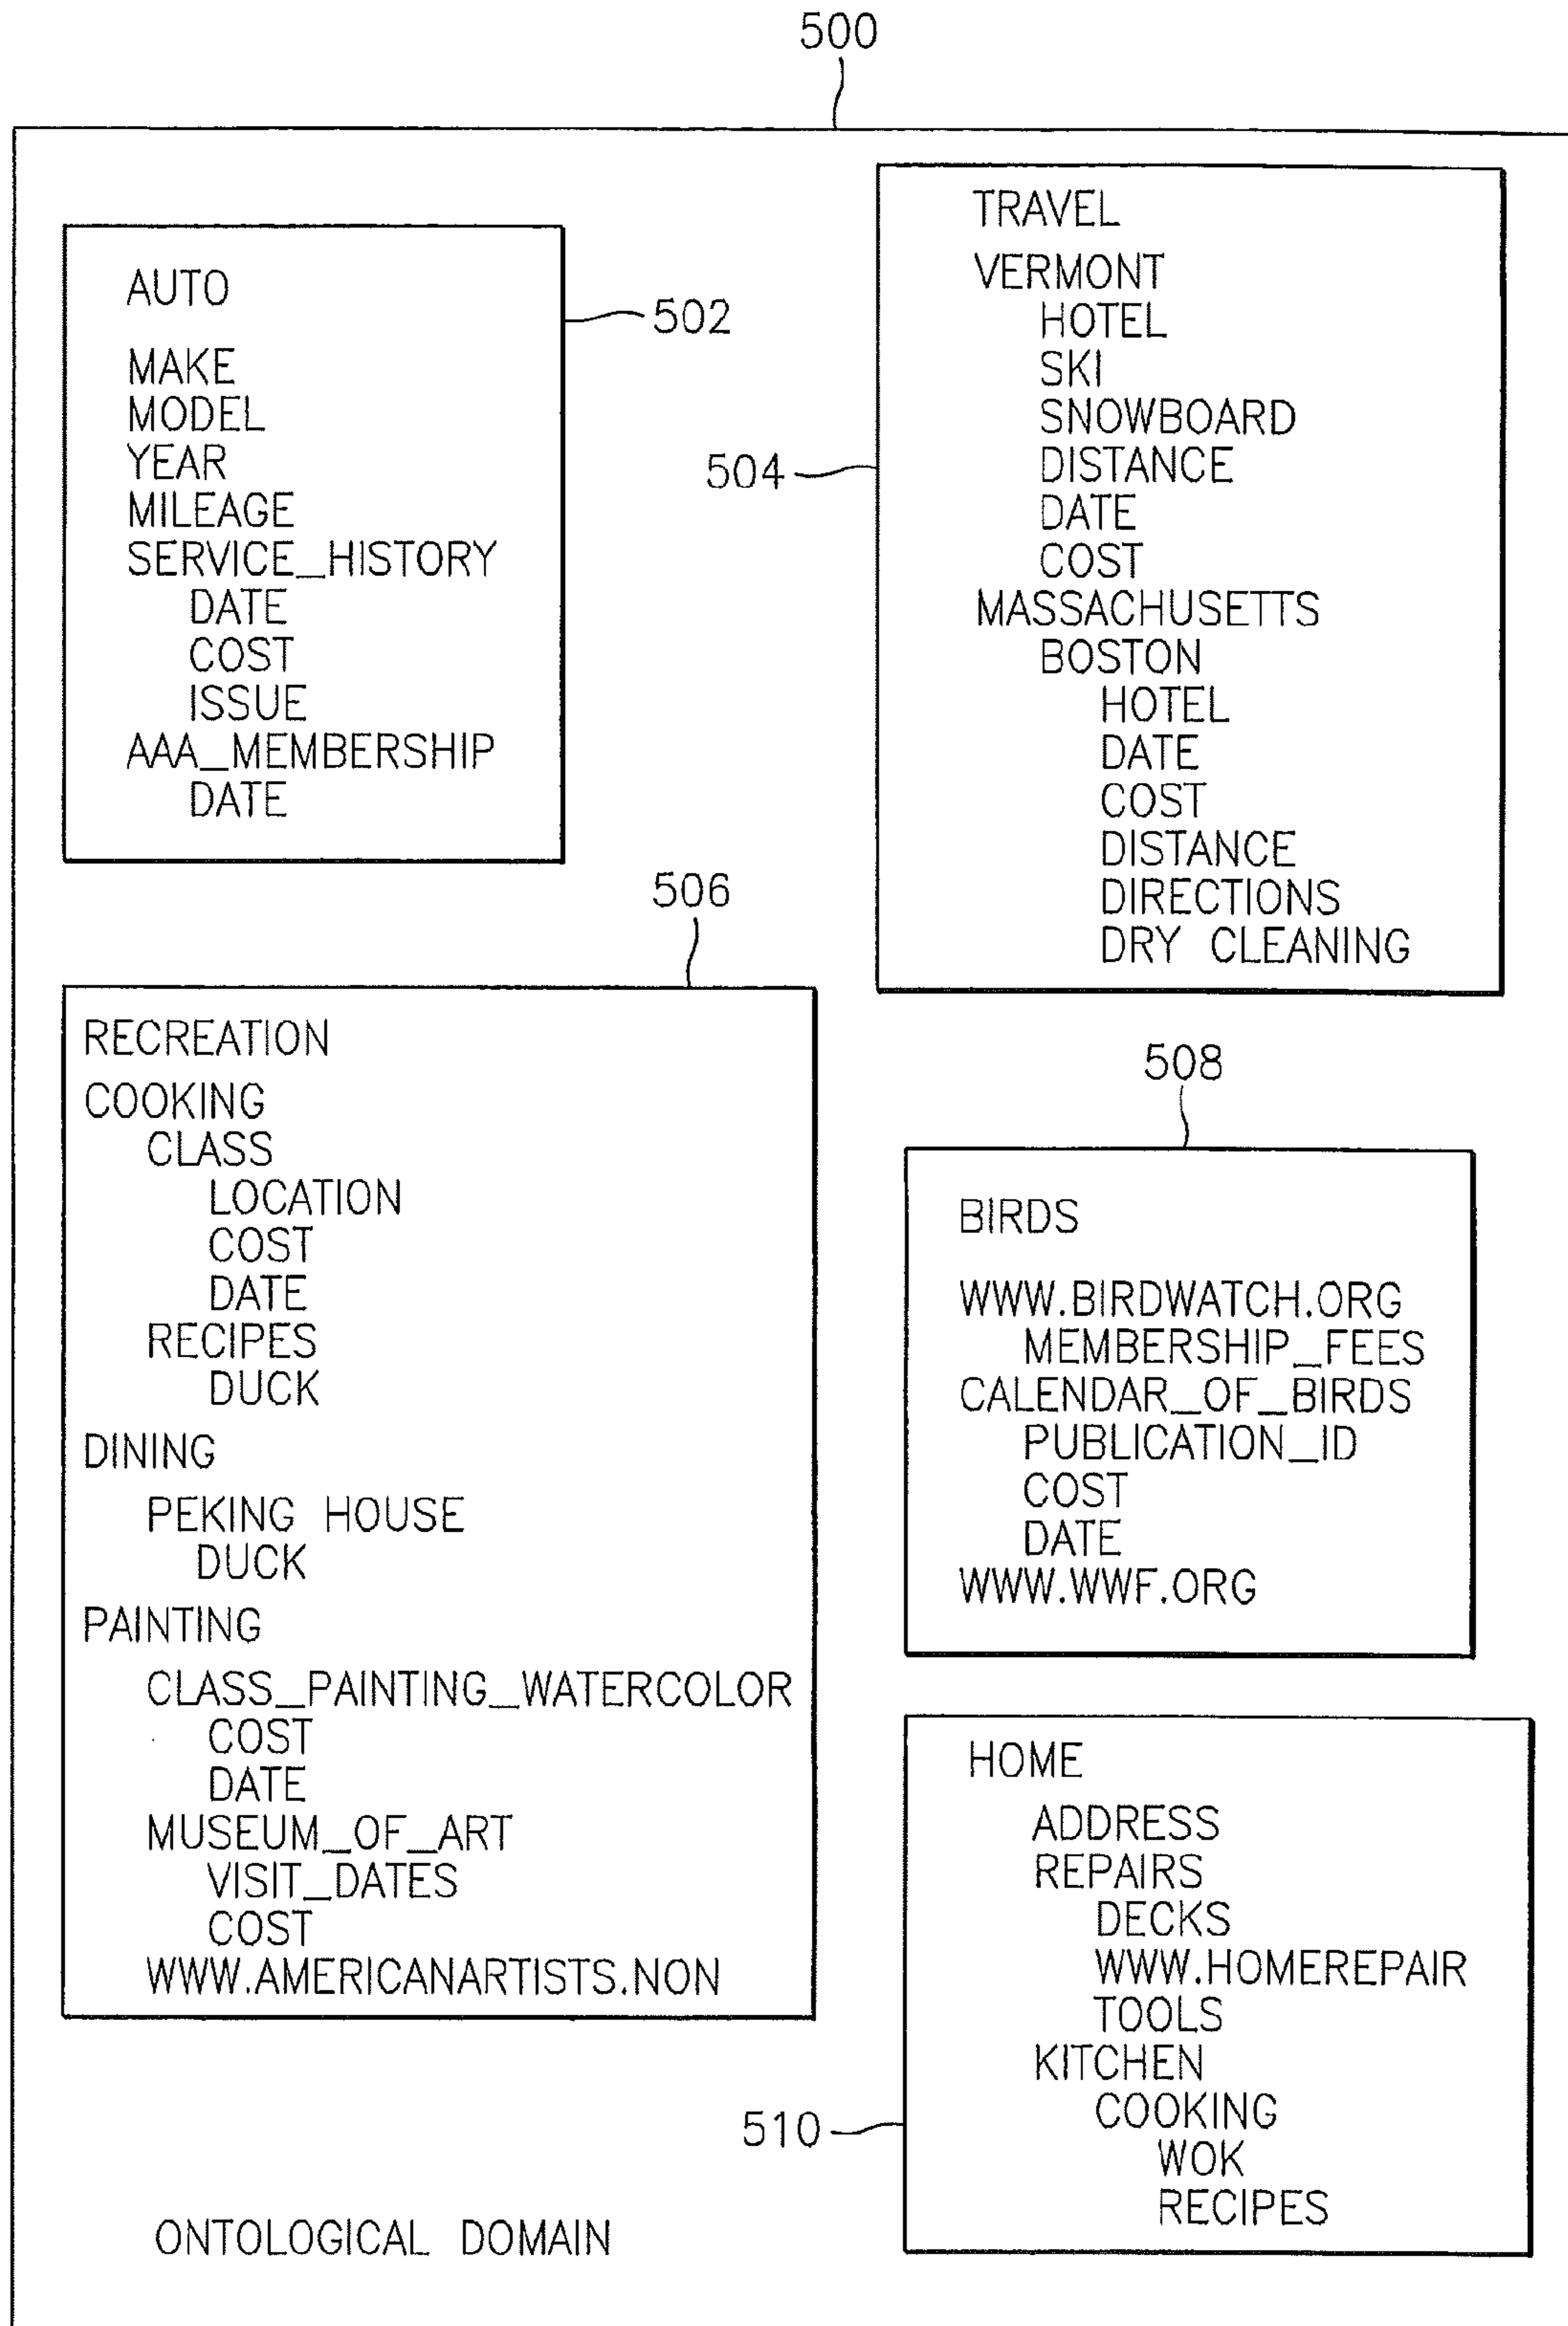 500
AUTO
MAKE
MODEL
YEAR
MILEAGE
SERVICE_HISTORY
DATE
COST
ISSUE
AAA_MEMBERSHIP
DATE
502
TRAVEL
VERMONT
HOTEL
SKI
SNOWBOARD
DISTANCE
DATE
COST
MASSACHUSETTS
BOSTON
HOTEL
DATE
COST
DISTANCE
DIRECTIONS
DRY CLEANING
504
506
RECREATION
COOKING
CLASS
LOCATION
COST
DATE
RECIPES
DUCK
DINING
PEKING HOUSE
DUCK
PAINTING
CLASS_PAINTING_WATERCOLOR
COST
DATE
MUSEUM_OF_ART
VISIT_DATES
COST
WWW.AMERICANARTISTS.NON
508
BIRDS
WWW.BIRDWATCH.ORG
MEMBERSHIP_FEES
CALENDAR_OF_BIRDS
PUBLICATION_ID
COST
DATE
WWW.WWF.ORG
HOME
ADDRESS
REPAIRS
DECKS
WWW.HOMEREPAIR
TOOLS
KITCHEN
COOKING
WOK
RECIPES
510
ONTOLOGICAL DOMAIN